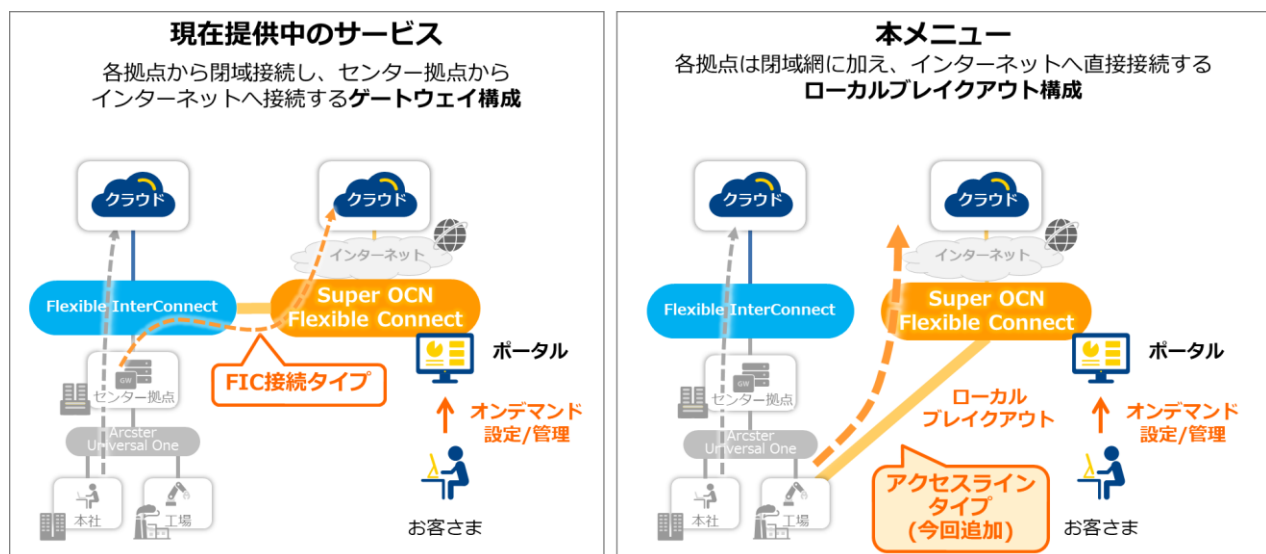 現在提供中のサービス
各拠点から閉域接続し、センター拠点から
インターネットへ接続するゲートウェイ構成
クラウド
クラウド
インターネット
Flexible InterConnect
Super OCN
Flexible Connect
ポータル
FIC接続タイプ
GW
センター拠点
オンデマンド
設定/管理
Arcster
Universal One
本社
工場
お客さま
本メニュー
各拠点は閉域網に加え、インターネットへ直接接続する
ローカルブレイクアウト構成
クラウド
クラウド
インターネット
Flexible InterConnect
Super OCN
Flexible Connect
ポータル
GW
センター拠点
ローカル
ブレイクアウト
オンデマンド
設定/管理
Arcster
Universal One
アクセスライン
タイプ
(今回追加)
本社
工場
お客さま